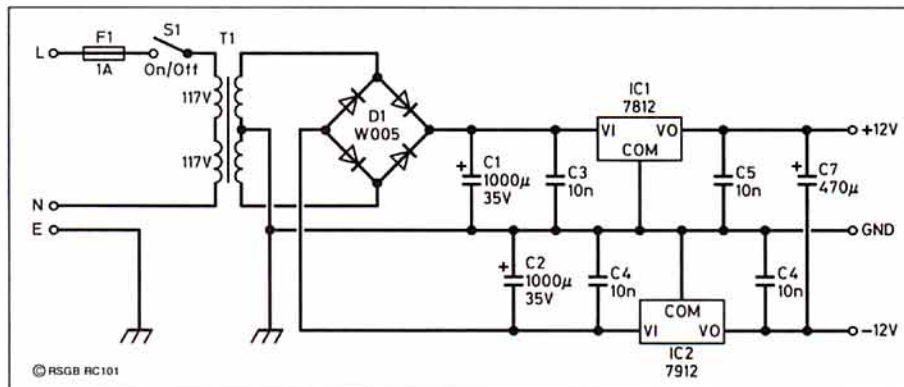 L
F1
1A
S1
On/Off
T1
117V
117V
N
E
D1
W005
C1
1000µ
35V
C3
10n
IC1
7812
VI
VO
COM
C5
10n
C7
470µ
+12V
GND
C2
1000µ
35V
C4
10n
COM
VI
VO
IC2
7912
C4
10n
−12V
©RSGB RC101